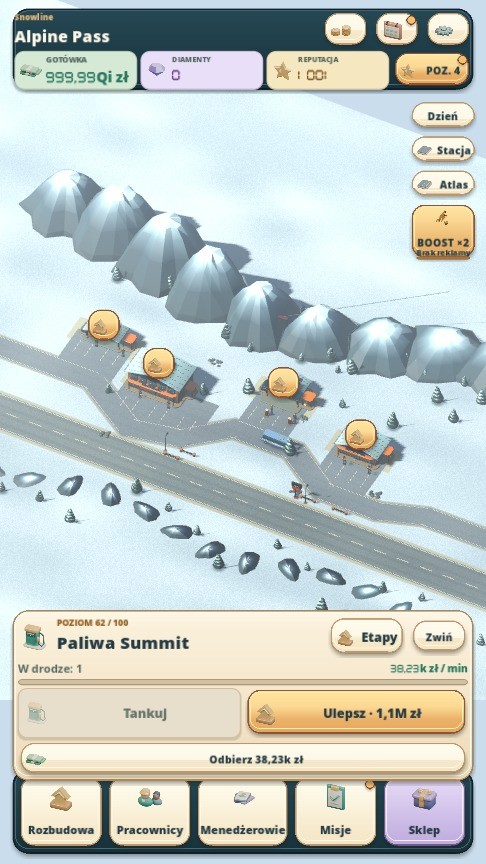 Snowline
Alpine Pass
GOTÓWKA
999,99Qi zł
DIAMENTY
0
REPUTACJA
POZ. 4
Dzień
Stacja
Atlas
BOOST ×2
Brak reklamy
POZIOM 62 / 100
Paliwa Summit
Etapy
Zwiń
W drodze: 1
38,23k zł / min
Tankuj
Ulepsz · 1,1M zł
Odbierz 38,23k zł
Rozbudowa
Pracownicy
Menedżerowie
Misje
Sklep